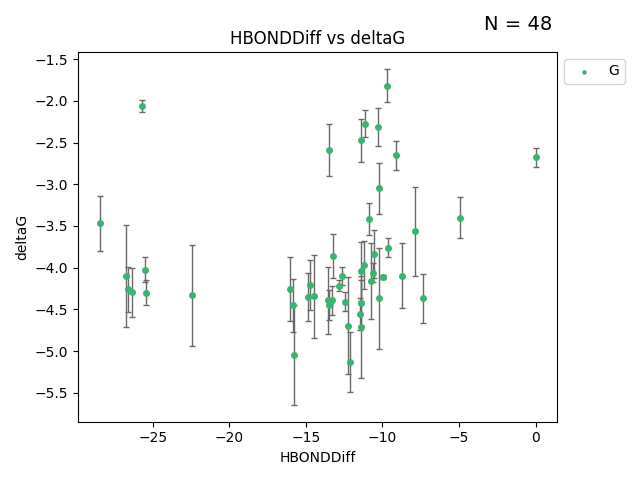 N = 48
HBONDDiff vs deltaG
G
deltaG
−1.5
−2.0
−2.5
−3.0
−3.5
−4.0
−4.5
−5.0
−5.5
−25 −20 −15 −10 −5 0
HBONDDiff